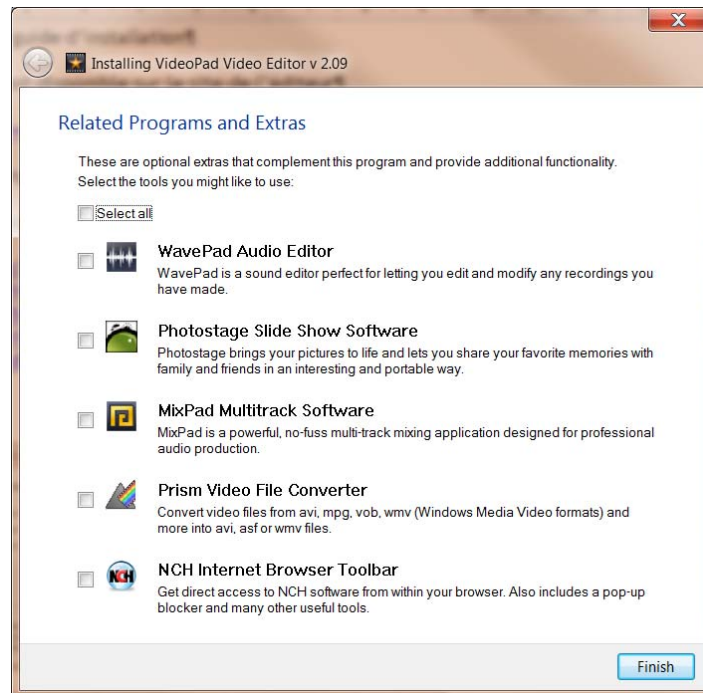 guide d'installation¶
Installing VideoPad Video Editor v 2.09
Related Programs and Extras
These are optional extras that complement this program and provide additional functionality.
Select the tools you might like to use:
Select all
WavePad Audio Editor
WavePad is a sound editor perfect for letting you edit and modify any recordings you
have made.
Photostage Slide Show Software
Photostage brings your pictures to life and lets you share your favorite memories with
family and friends in an interesting and portable way.
MixPad Multitrack Software
MixPad is a powerful, no-fuss multi-track mixing application designed for professional
audio production.
Prism Video File Converter
Convert video files from avi, mpg, vob, wmv (Windows Media Video formats) and
more into avi, asf or wmv files.
NCH
NCH Internet Browser Toolbar
Get direct access to NCH software from within your browser. Also includes a pop-up
blocker and many other useful tools.
Finish